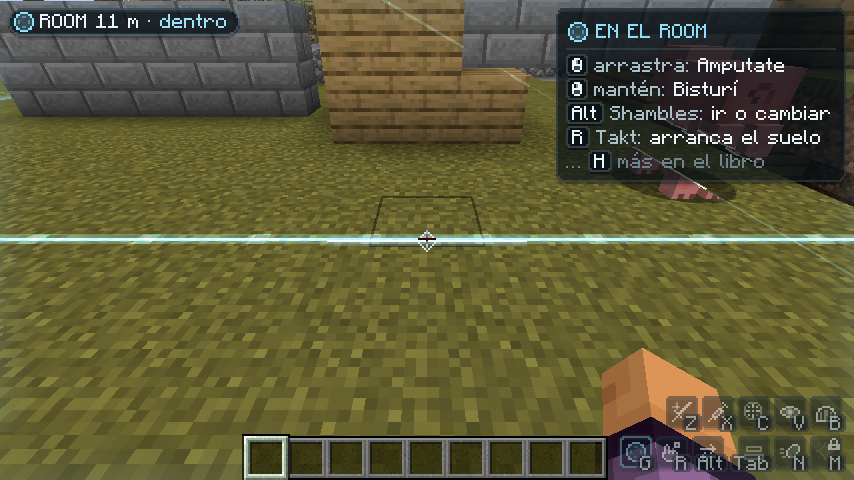 ROOM 11 m · dentro
EN EL ROOM
arrastra: Amputate
mantén: Bisturí
Alt Shambles: ir o cambiar
R Takt: arranca el suelo
... H más en el libro
Z X C V B
G R Alt Tab N M